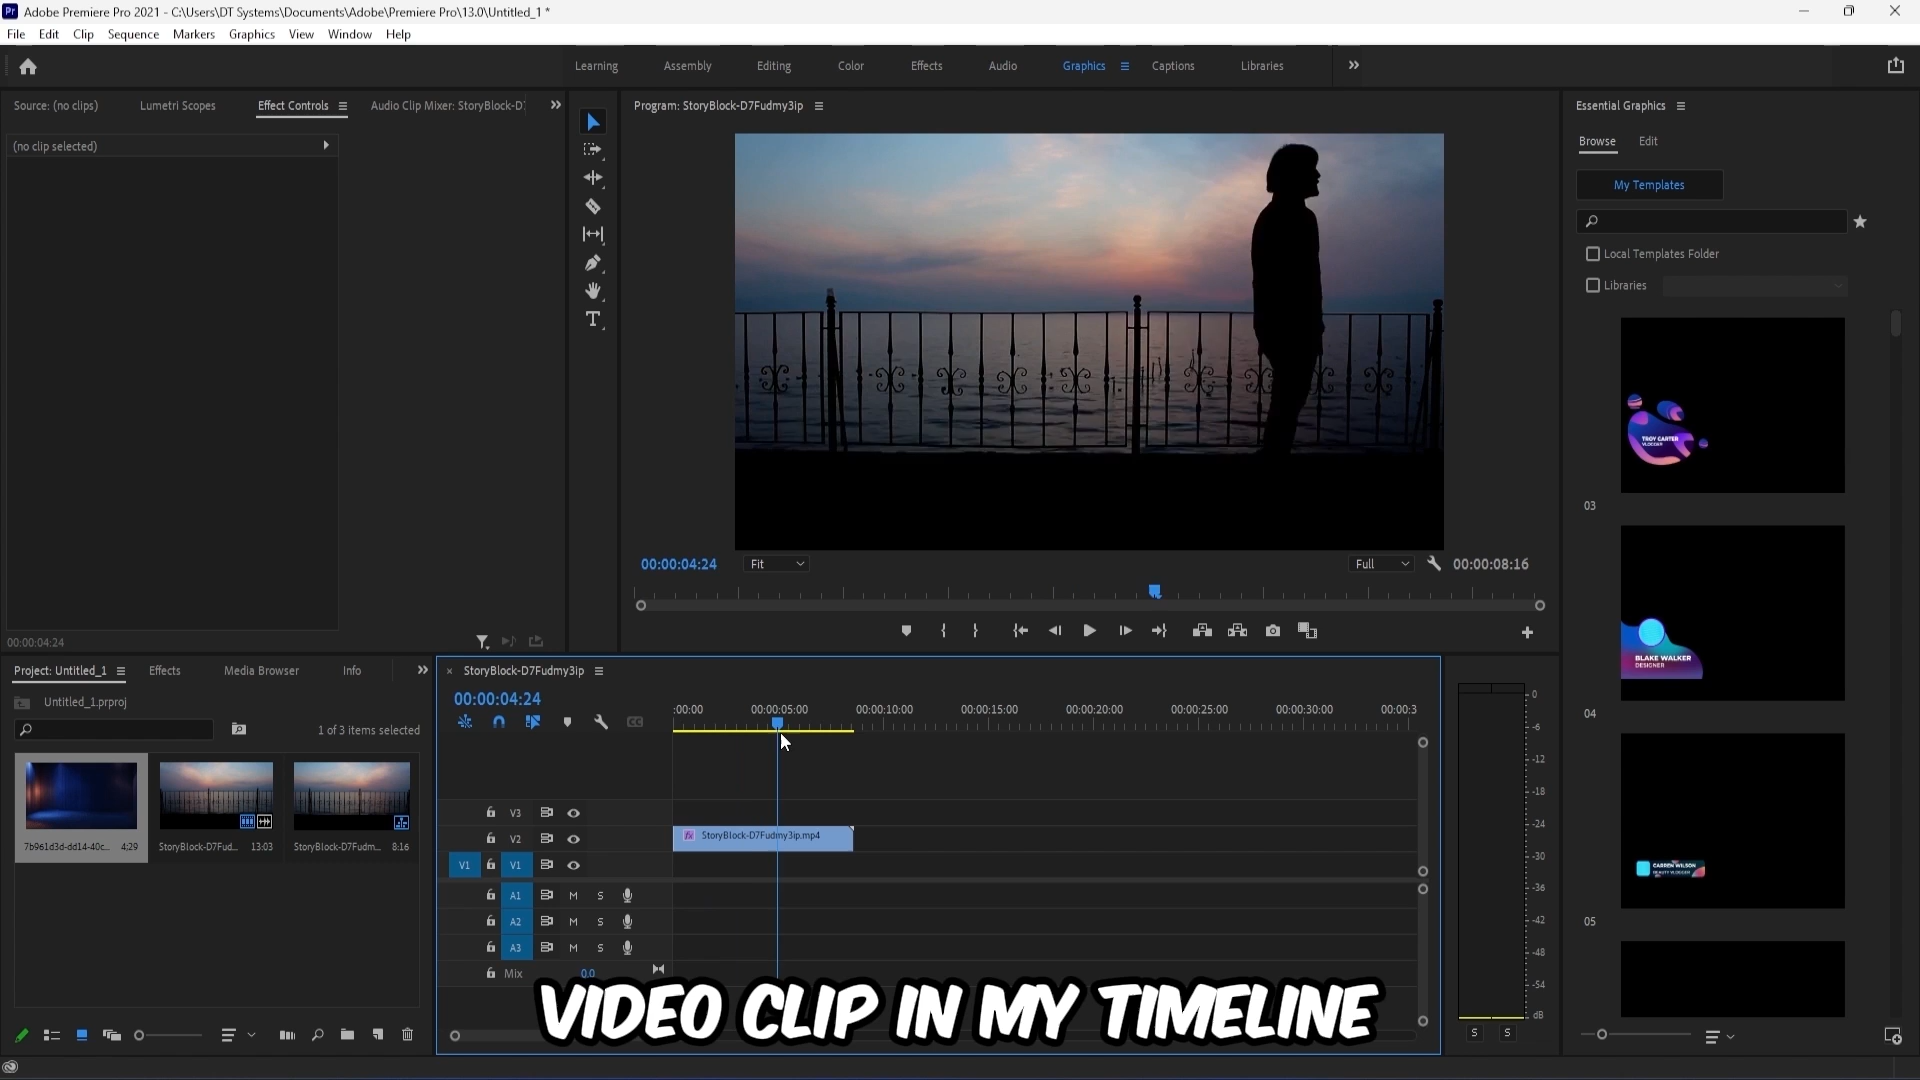 Adobe Premiere Pro 2021 - C:\Users\DT Systems\Documents\Adobe\Premiere Pro\13.0\Untitled_1 *
File Edit Clip Sequence Markers Graphics View Window Help
Learning Assembly Editing Color Effects Audio Graphics Captions Libraries
Source: (no clips) Lumetri Scopes Effect Controls Audio Clip Mixer: StoryBlock-D7
(no clip selected)
00:00:04:24
Program: StoryBlock-D7Fudmy3ip
00:00:04:24 Fit Full 00:00:08:16
Essential Graphics
Browse Edit
My Templates
Local Templates Folder
Libraries
TROY CARTER
VLOGGER
03
BLAKE WALKER
DESIGNER
04
CARREN WILSON
BEAUTY VLOGGER
05
Project: Untitled_1 Effects Media Browser Info
Untitled_1.prproj
1 of 3 items selected
7b961d3d-dd14-40c... 4;29 StoryBlock-D7Fud... 13:03 StoryBlock-D7Fudm... 8:16
StoryBlock-D7Fudmy3ip
00:00:04:24
:00:00 00:00:05:00 00:00:10:00 00:00:15:00 00:00:20:00 00:00:25:00 00:00:30:00 00:00:3
V3
V2 StoryBlock-D7Fudmy3ip.mp4
V1 V1
A1 M S
A2 M S
A3 M S
Mix 0.0
VIDEO CLIP IN MY TIMELINE
0
-6
-12
-18
-24
-30
-36
-42
-48
-54
dB
S S